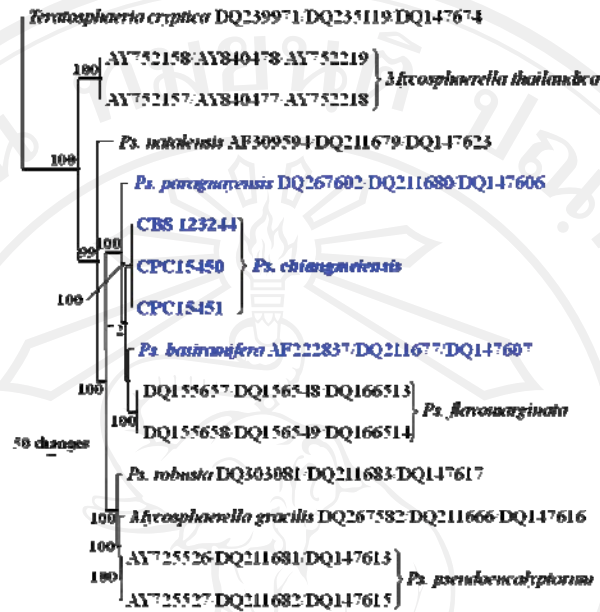 Teratosphaeria cryptica DQ239971/DQ235119/DQ147674
100
AY752158/AY840478/AY752219
AY752157/AY840477/AY752218
Mycosphaerella thailandica
100
Ps. natalensis AF309594/DQ211679/DQ147623
Ps. paraguayensis DQ267602/DQ211680/DQ147606
99
100
CBS 123244
CPC15450
CPC15451
Ps. chiangmaiensis
100
Ps. basiramifera AF222837/DQ211677/DQ147607
100
DQ155657/DQ156548/DQ166513
DQ155658/DQ156549/DQ166514
Ps. flavomarginata
100
50 changes
Ps. robusta DQ303081/DQ211683/DQ147617
100
Mycosphaerella gracilis DQ267582/DQ211666/DQ147616
100
AY725526/DQ211681/DQ147613
AY725527/DQ211682/DQ147615
Ps. pseudoeucalyptorum
100